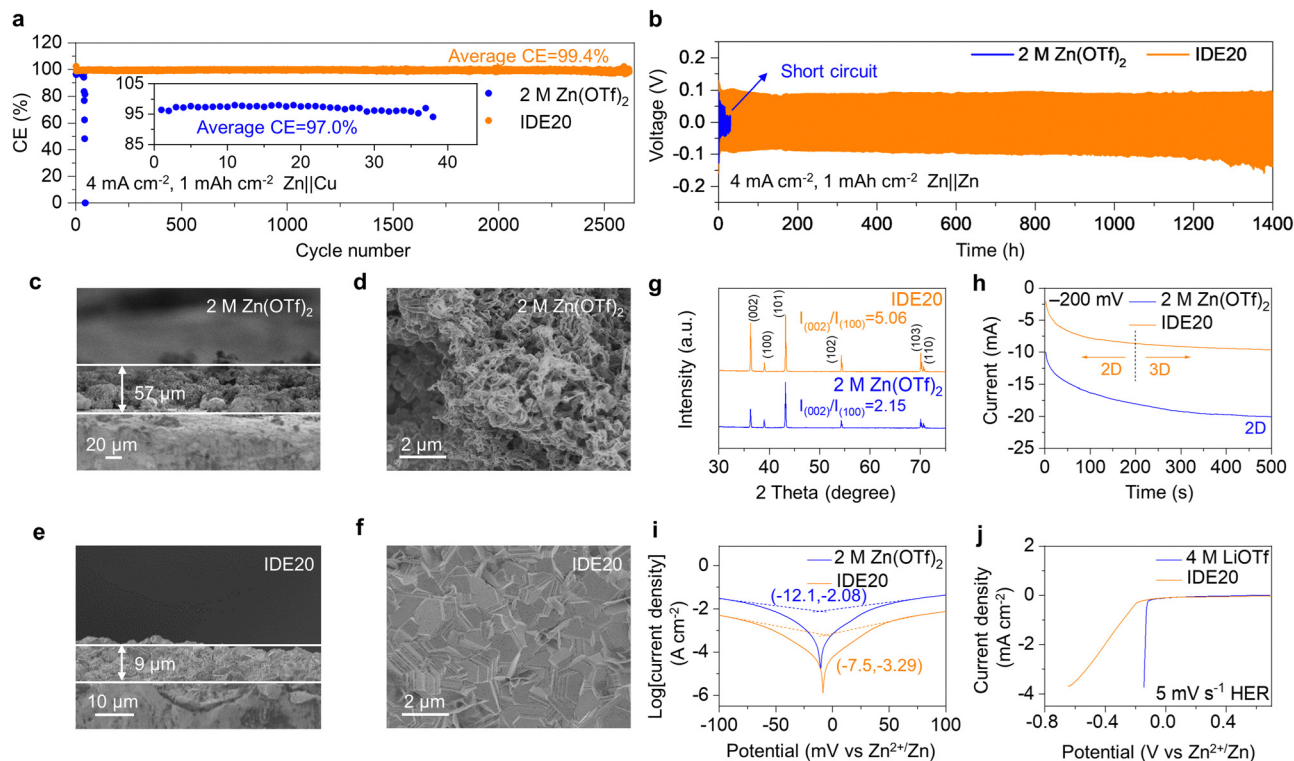 a
120
100
80
60
40
20
0
CE (%)
Average CE=99.4%
105
95
85
Average CE=97.0%
0 10 20 30 40
2 M Zn(OTf)₂
IDE20
4 mA cm⁻², 1 mAh cm⁻² Zn||Cu
0 500 1000 1500 2000 2500
Cycle number
b
0.2
0.1
0.0
-0.1
-0.2
Voltage (V)
2 M Zn(OTf)₂ IDE20
Short circuit
4 mA cm⁻², 1 mAh cm⁻² Zn||Zn
0 200 400 600 800 1000 1200 1400
Time (h)
c
2 M Zn(OTf)₂
57 µm
20 µm
d
2 M Zn(OTf)₂
2 µm
e
IDE20
9 µm
10 µm
f
IDE20
2 µm
g
Intensity (a.u.)
(002)
(100)
(101)
(102)
(103)
(110)
IDE20
I₍₀₀₂₎/I₍₁₀₀₎=5.06
2 M Zn(OTf)₂
I₍₀₀₂₎/I₍₁₀₀₎=2.15
30 40 50 60 70
2 Theta (degree)
h
0
-5
-10
-15
-20
-25
Current (mA)
–200 mV
2 M Zn(OTf)₂
IDE20
2D 3D
2D
0 100 200 300 400 500
Time (s)
i
0
-2
-4
-6
Log[current density]
(A cm⁻²)
2 M Zn(OTf)₂
IDE20
(-12.1,-2.08)
(-7.5,-3.29)
-100 -50 0 50 100
Potential (mV vs Zn²⁺/Zn)
j
2
0
-2
-4
Current density
(mA cm⁻²)
4 M LiOTf
IDE20
5 mV s⁻¹ HER
-0.8 -0.4 0.0 0.4
Potential (V vs Zn²⁺/Zn)